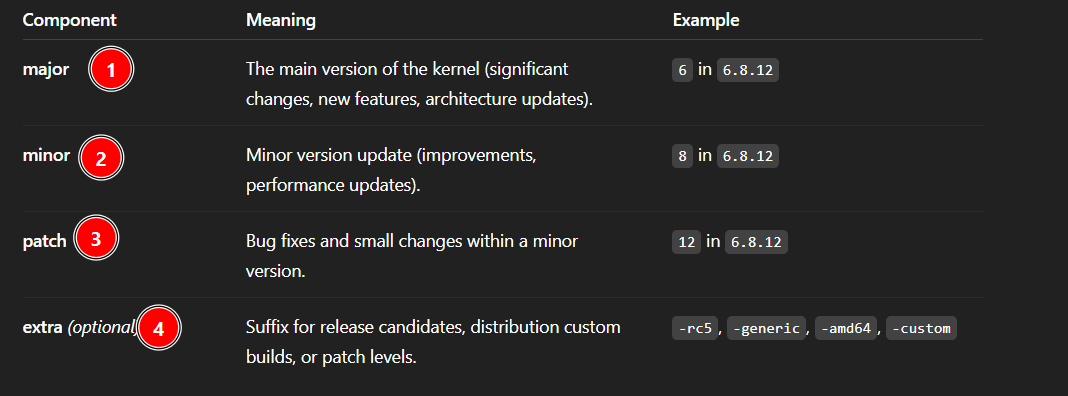 Component Meaning Example
major 1 The main version of the kernel (significant 6 in 6.8.12
changes, new features, architecture updates).
minor 2 Minor version update (improvements, 8 in 6.8.12
performance updates).
patch 3 Bug fixes and small changes within a minor 12 in 6.8.12
version.
extra (optional) 4 Suffix for release candidates, distribution custom -rc5, -generic, -amd64, -custom
builds, or patch levels.